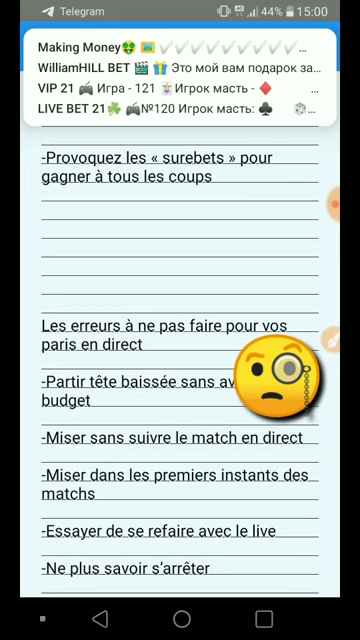 Telegram 44% 15:00
Making Money
WilliamHILL BET Это мой вам подарок за...
VIP 21 Игра - 121 Игрок масть - ...
LIVE BET 21 №120 Игрок масть:
-Provoquez les « surebets » pour
gagner à tous les coups
Les erreurs à ne pas faire pour vos
paris en direct
-Partir tête baissée sans
budget
-Miser sans suivre le match en direct
-Miser dans les premiers instants des
matchs
-Essayer de se refaire avec le live
-Ne plus savoir s’arrêter